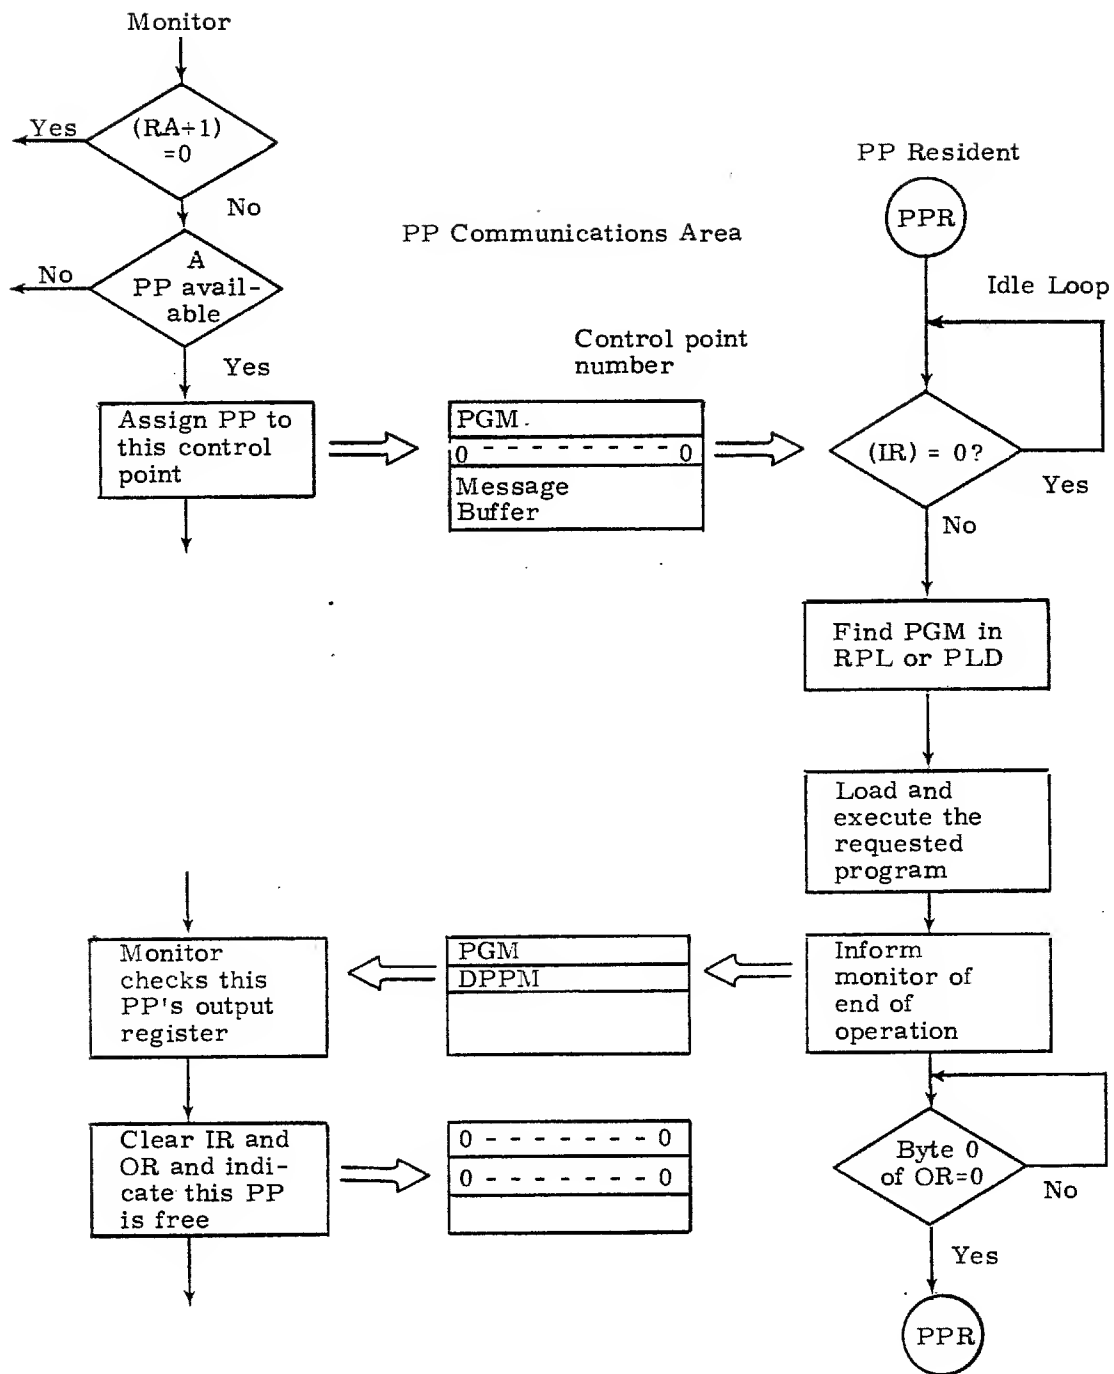 Monitor
Yes
(RA+1)
=0
No
A
PP avail-
able
No
Yes
Assign PP to
this control
point
PP Communications Area
Control point
number
PGM.
0 - - - - - - - - 0
Message
Buffer
PP Resident
PPR
Idle Loop
(IR) = 0?
Yes
No
Find PGM in
RPL or PLD
Load and
execute the
requested
program
Inform
monitor of
end of
operation
PGM
DPPM
Monitor
checks this
PP's output
register
Clear IR and
OR and indi-
cate this PP
is free
0 - - - - - - - 0
0 - - - - - - - 0
Byte 0
of OR=0
No
Yes
PPR